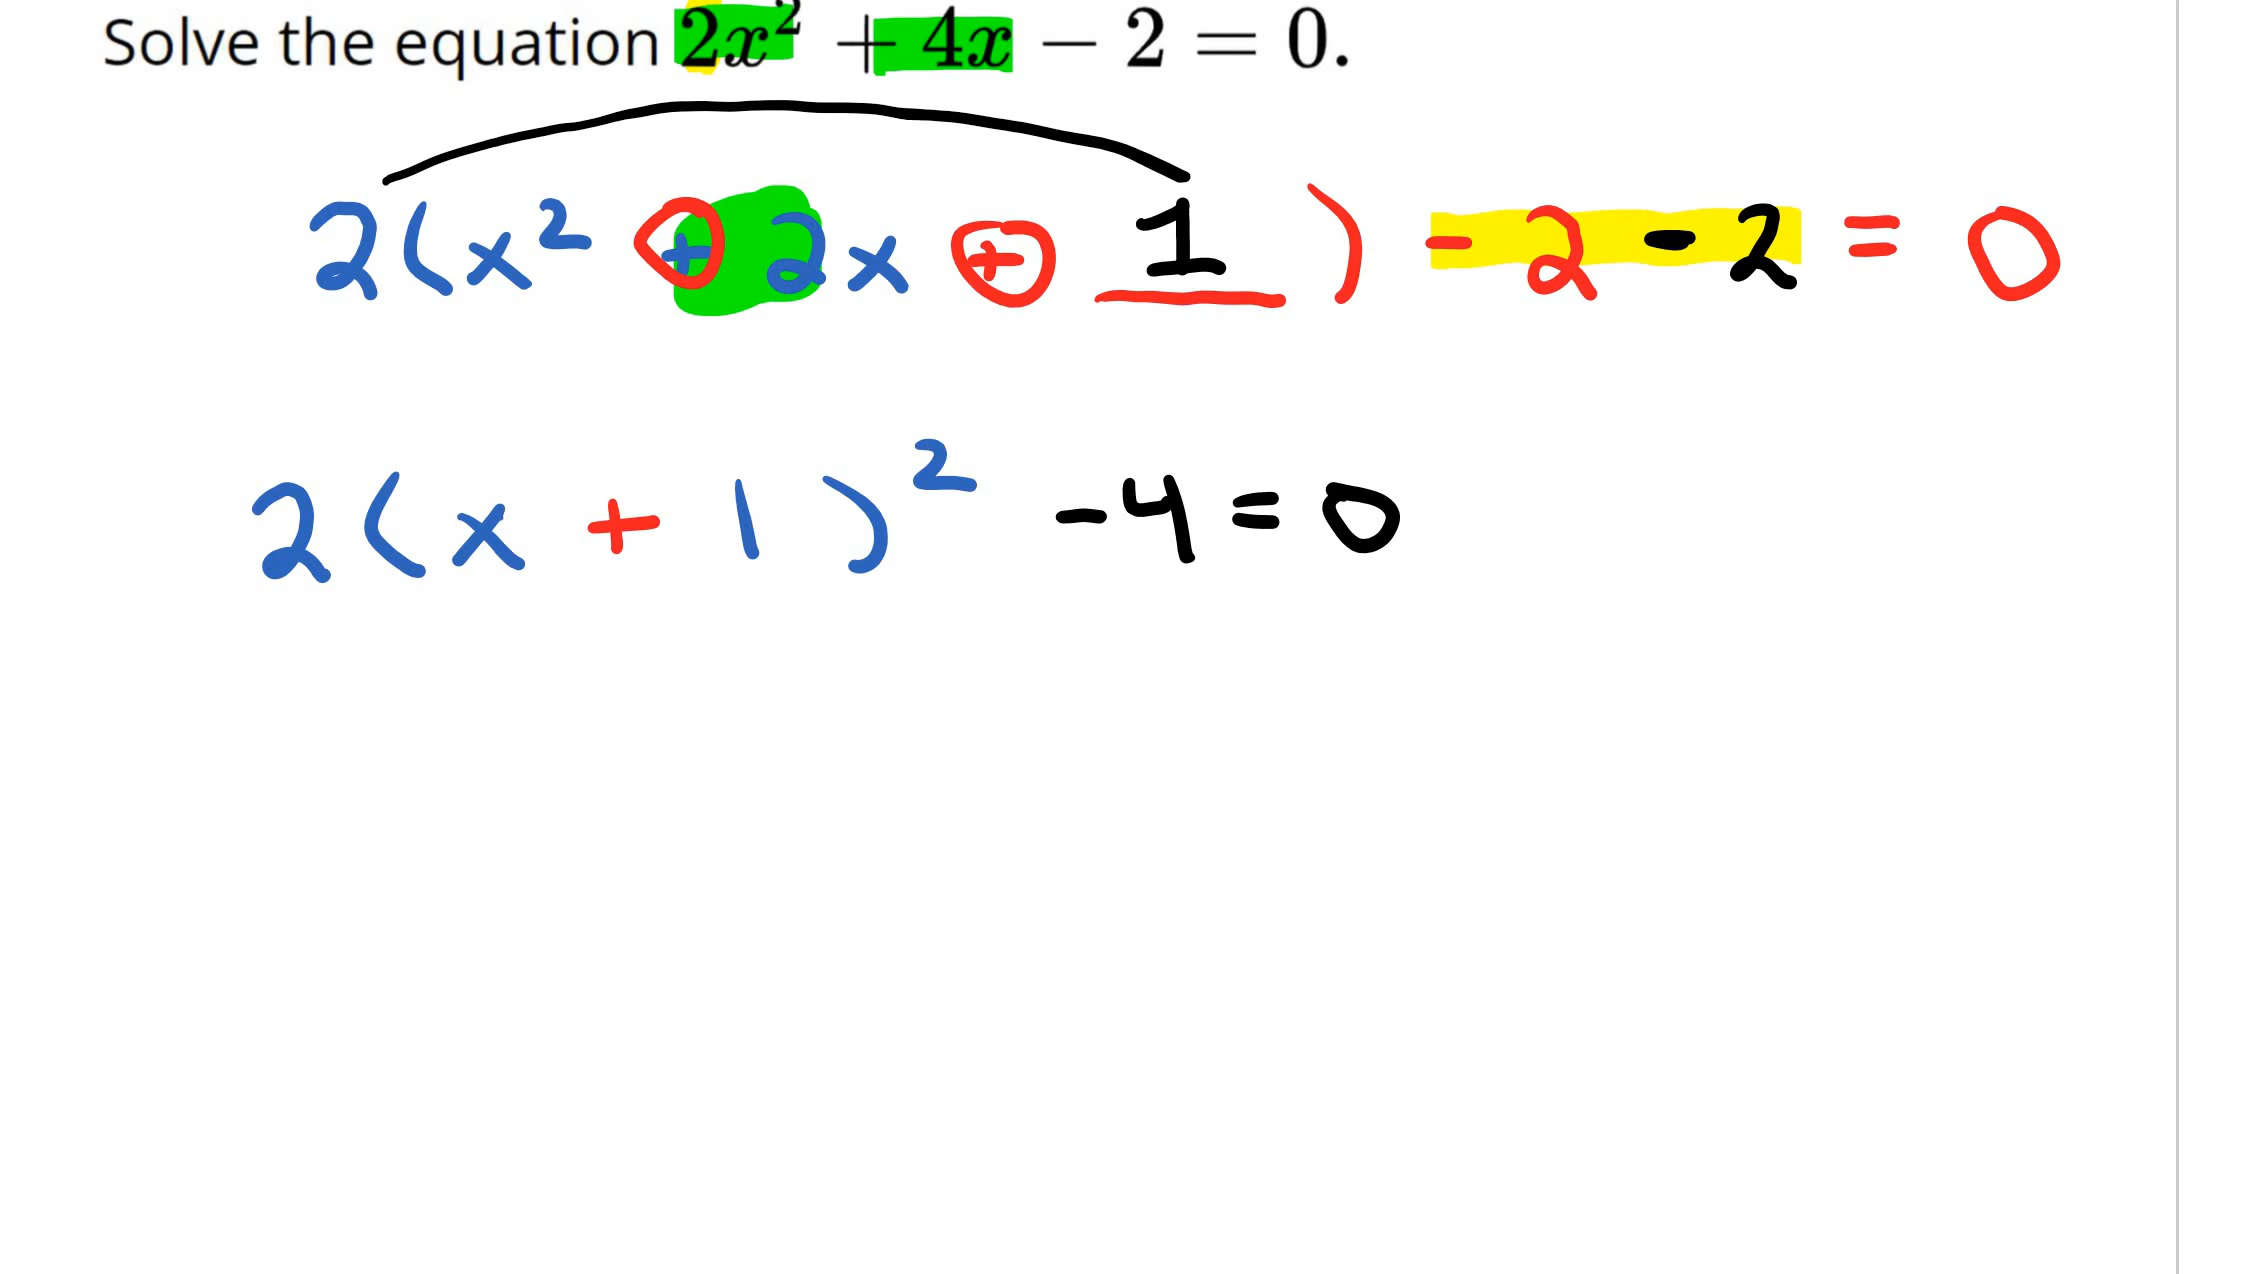 Solve the equation 2x² + 4x − 2 = 0.
2(x² + 2x + 1) - 2 - 2 = 0
2(x + 1)² - 4 = 0